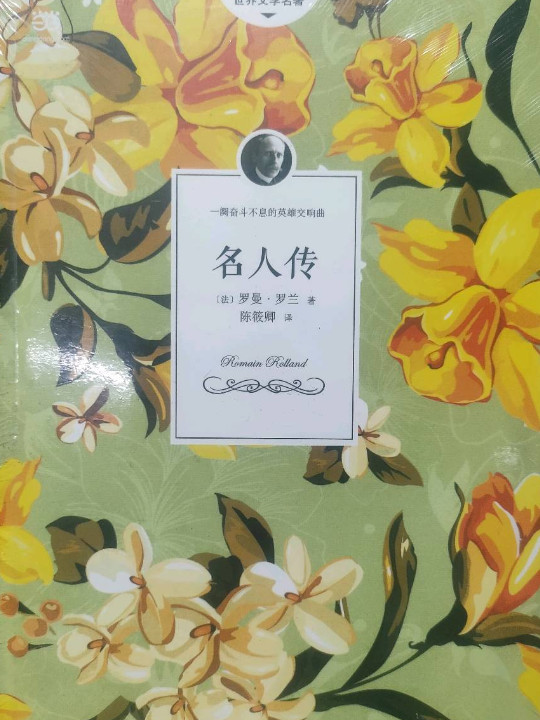 世界文学名著
一阕奋斗不息的英雄交响曲
名人传
〔法〕罗曼·罗兰 著
陈筱卿 译
Romain Rolland